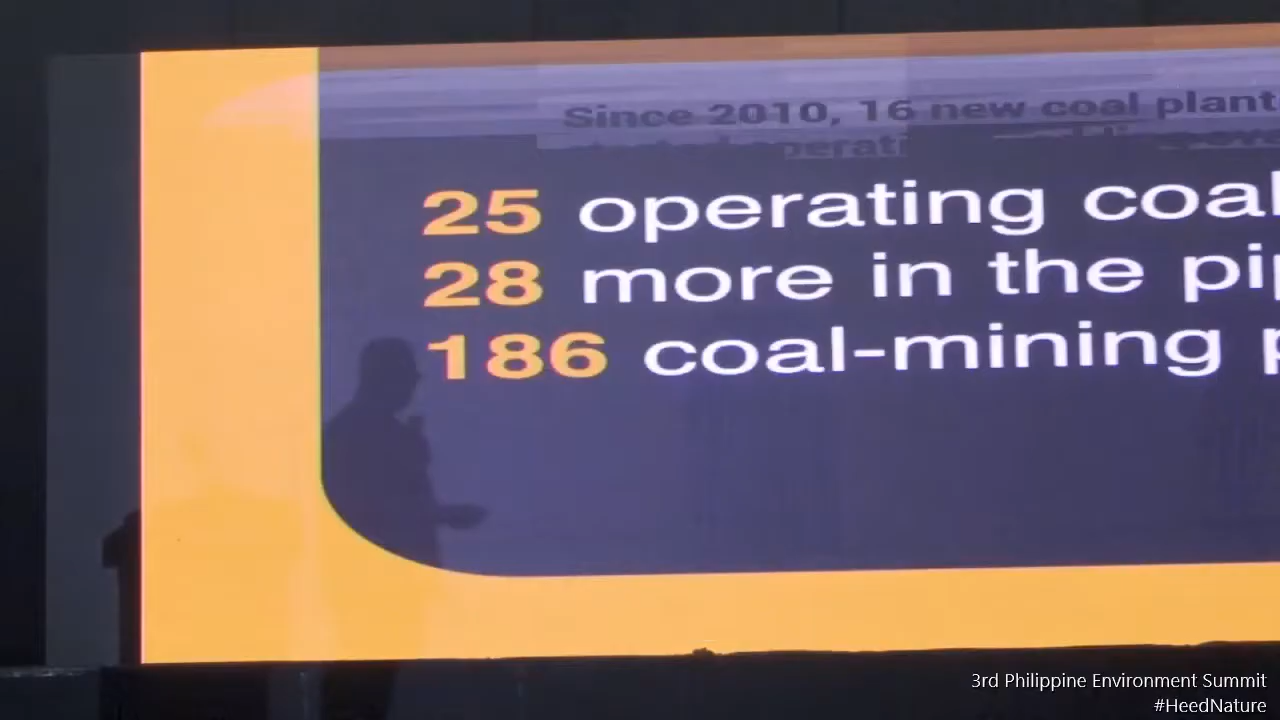 Since 2010, 16 new coal plant
25 operating coal
28 more in the pip
186 coal-mining p
3rd Philippine Environment Summit
#HeedNature